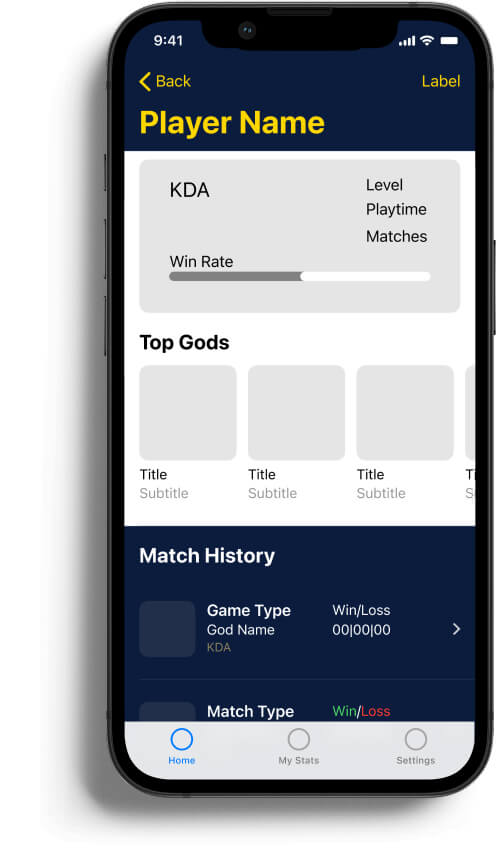 9:41
Back
Label
Player Name
KDA
Level
Playtime
Matches
Win Rate
Top Gods
Title
Title
Title
Ti
Subtitle
Subtitle
Subtitle
S
Match History
Game Type
Win/Loss
God Name
00|00|00
KDA
Match Type
Win/Loss
Home
My Stats
Settings